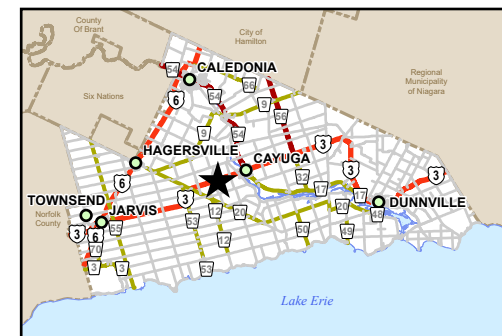 County
Of Brant
City of
Hamilton
CALEDONIA
54
66
Regional
Municipality
of Niagara
Six Nations
6
54
9
56
9
54
3
HAGERSVILLE
CAYUGA
3
3
6
32
17
17
TOWNSEND
3
DUNNVILLE
Norfolk
County
JARVIS
20
20
48
3
6
55
53
12
50
49
70
3
3
53
Lake Erie